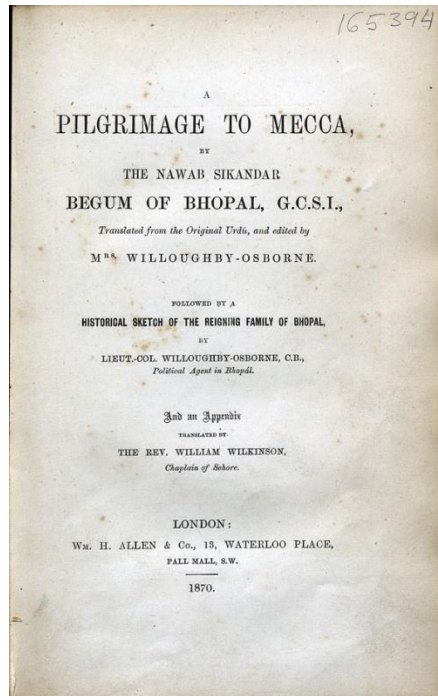 165394
A
PILGRIMAGE TO MECCA,
BY
THE NAWAB SIKANDAR
BEGUM OF BHOPAL, G.C.S.I.,
Translated from the Original Urdú, and edited by
MRS. WILLOUGHBY-OSBORNE.
FOLLOWED BY A
HISTORICAL SKETCH OF THE REIGNING FAMILY OF BHOPAL,
BY
LIEUT.-COL. WILLOUGHBY-OSBORNE, C.B.,
Political Agent in Bhopál.
And an Appendix
TRANSLATED BY
THE REV. WILLIAM WILKINSON,
Chaplain of Sehore.
LONDON:
WM. H. ALLEN & CO., 13, WATERLOO PLACE,
PALL MALL, S.W.
1870.